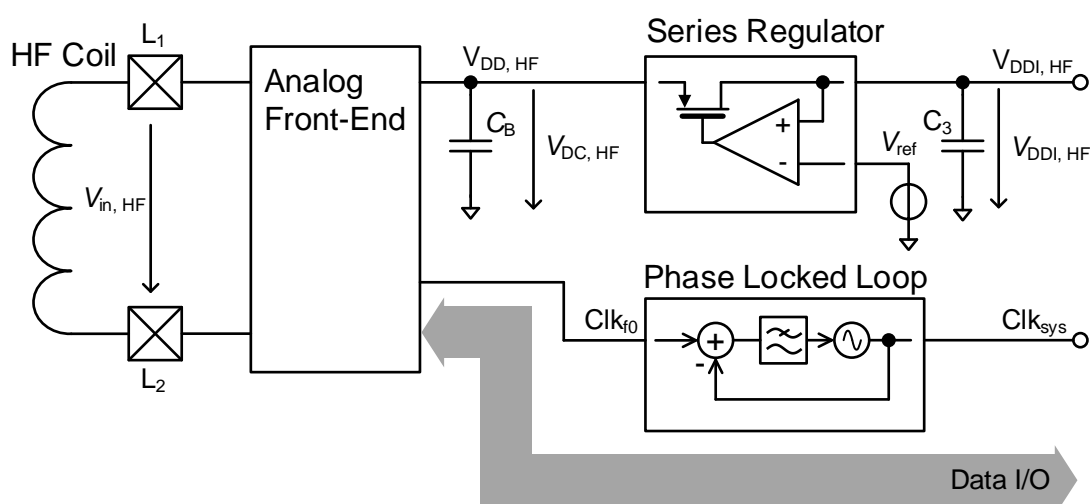 HF Coil
L1
Vin, HF
L2
Analog
Front-End
VDD, HF
CB
VDC, HF
Series Regulator
+
-
Vref
C3
VDDI, HF
VDDI, HF
Phase Locked Loop
Clkf0
+
-
Clksys
Data I/O